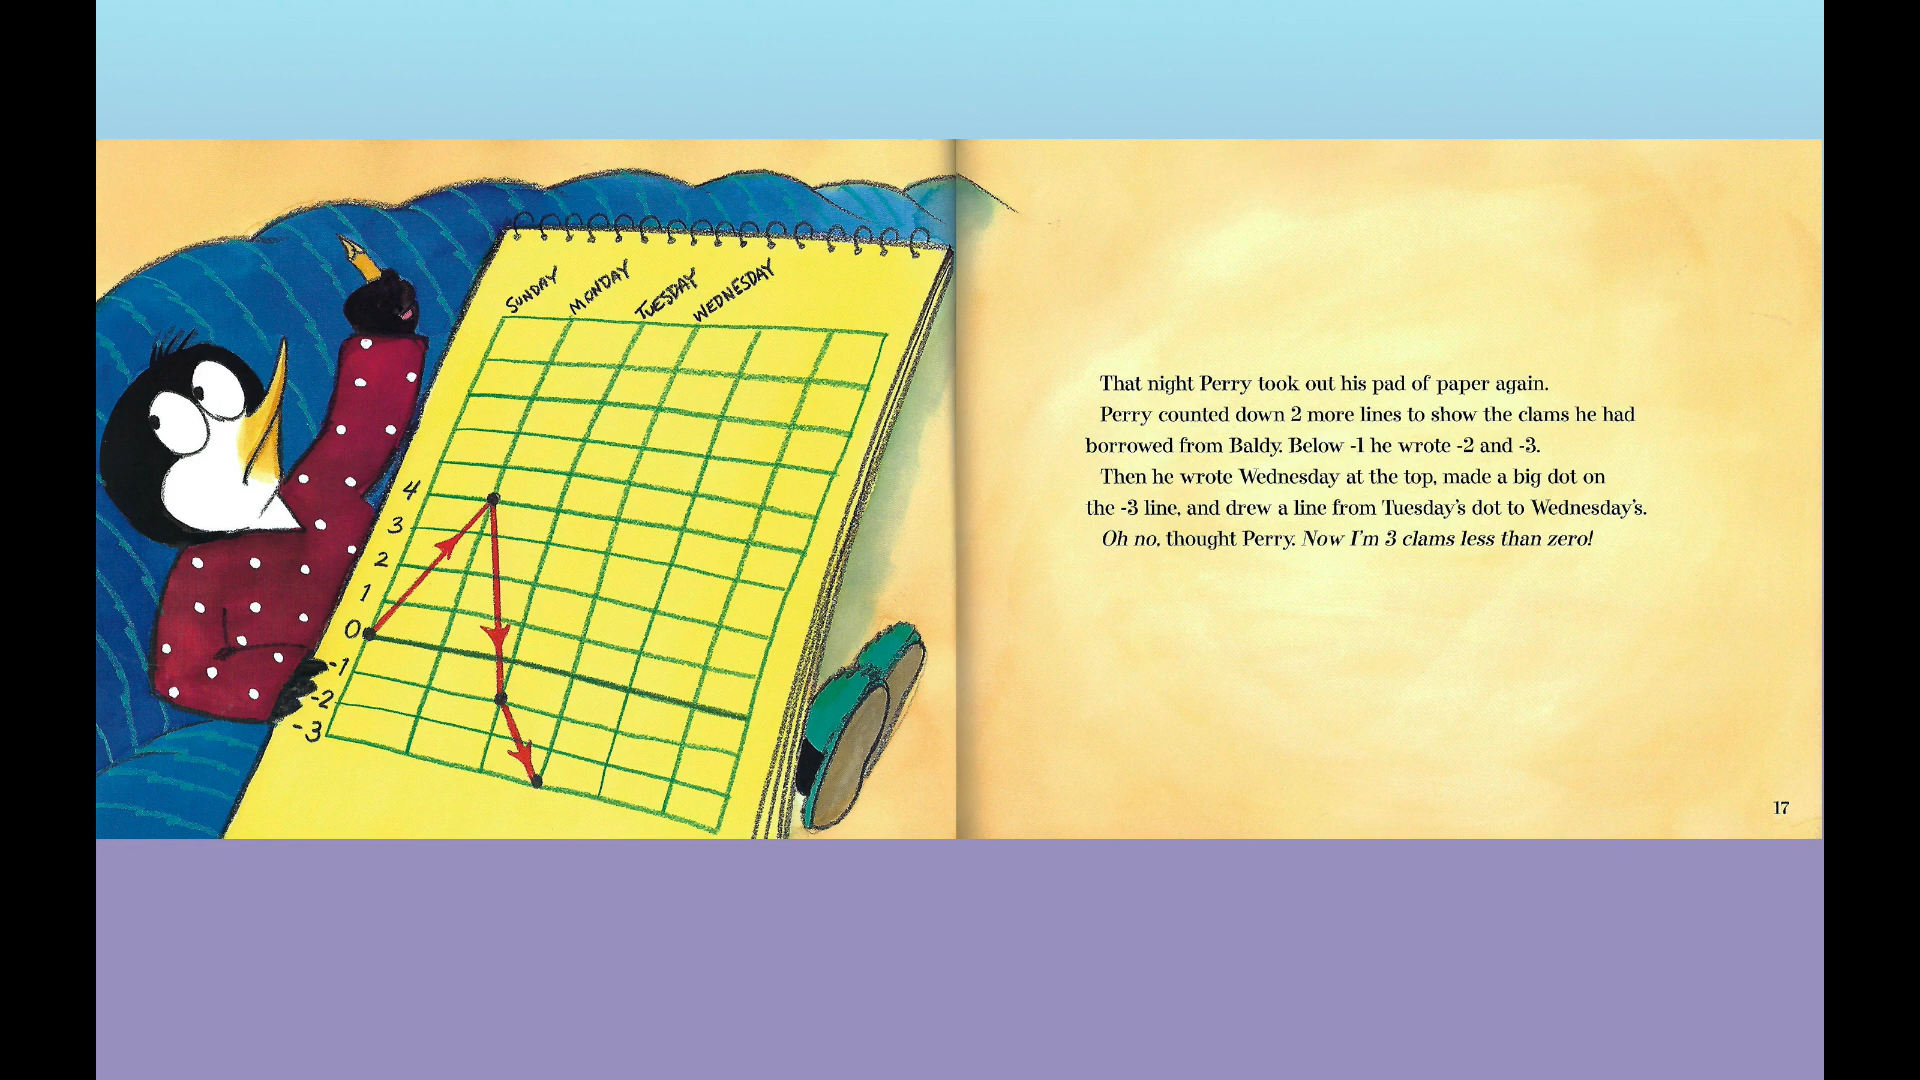 SUNDAY
MONDAY
TUESDAY
WEDNESDAY
4
3
2
1
0
-1
-2
-3
That night Perry took out his pad of paper again.
Perry counted down 2 more lines to show the clams he had
borrowed from Baldy. Below -1 he wrote -2 and -3.
Then he wrote Wednesday at the top, made a big dot on
the -3 line, and drew a line from Tuesday's dot to Wednesday's.
Oh no, thought Perry. Now I'm 3 clams less than zero!
17